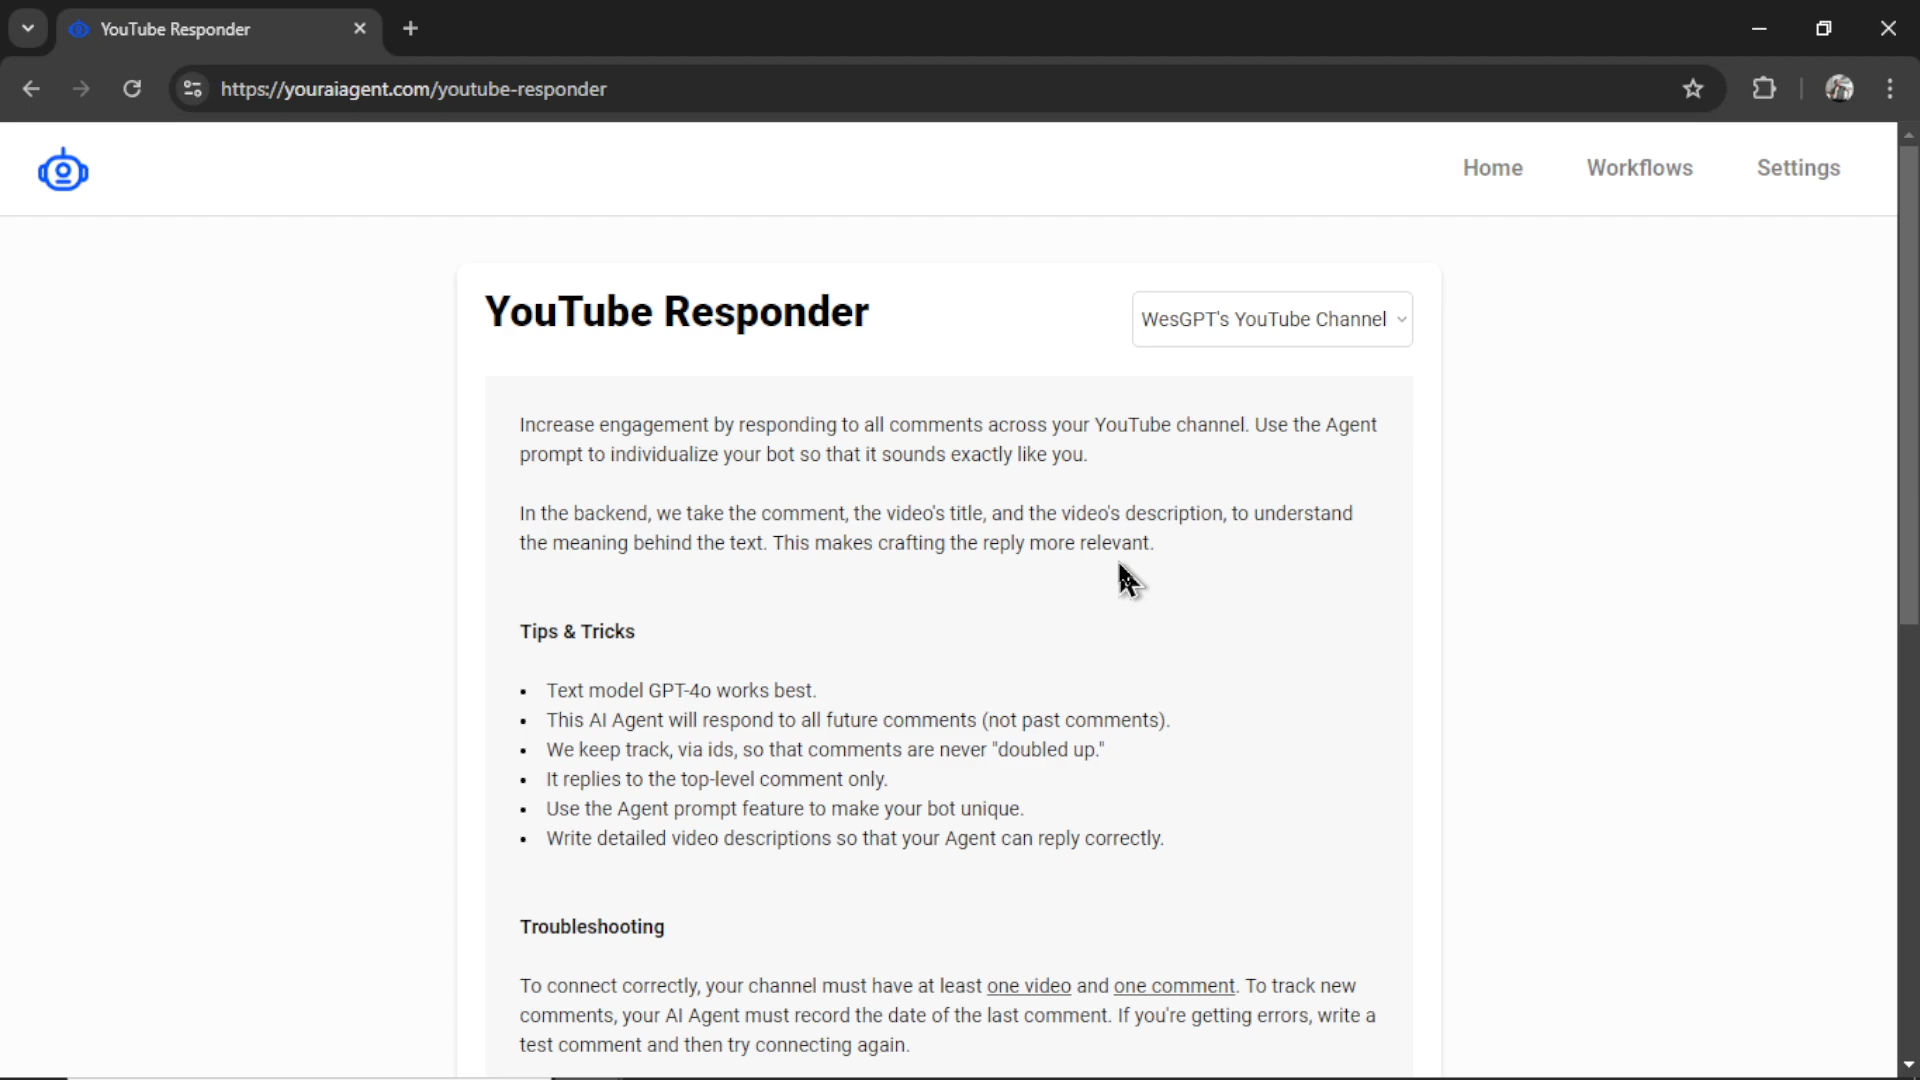 YouTube Responder
https://youraiagent.com/youtube-responder
Home
Workflows
Settings
YouTube Responder
WesGPT's YouTube Channel
Increase engagement by responding to all comments across your YouTube channel. Use the Agent
prompt to individualize your bot so that it sounds exactly like you.
In the backend, we take the comment, the video's title, and the video's description, to understand
the meaning behind the text. This makes crafting the reply more relevant.
Tips & Tricks
• Text model GPT-4o works best.
• This AI Agent will respond to all future comments (not past comments).
• We keep track, via ids, so that comments are never "doubled up."
• It replies to the top-level comment only.
• Use the Agent prompt feature to make your bot unique.
• Write detailed video descriptions so that your Agent can reply correctly.
Troubleshooting
To connect correctly, your channel must have at least one video and one comment. To track new
comments, your AI Agent must record the date of the last comment. If you're getting errors, write a
test comment and then try connecting again.